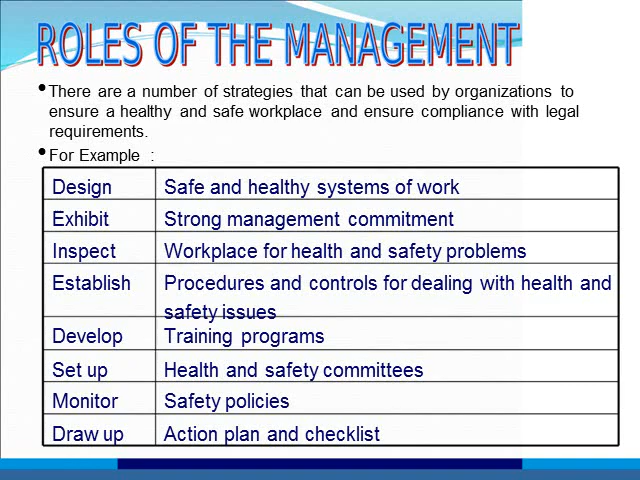 ROLES OF THE MANAGEMENT
•There are a number of strategies that can be used by organizations to
ensure a healthy and safe workplace and ensure compliance with legal
requirements.
•For Example :
Design Safe and healthy systems of work
Exhibit Strong management commitment
Inspect Workplace for health and safety problems
Establish Procedures and controls for dealing with health and
safety issues
Develop Training programs
Set up Health and safety committees
Monitor Safety policies
Draw up Action plan and checklist